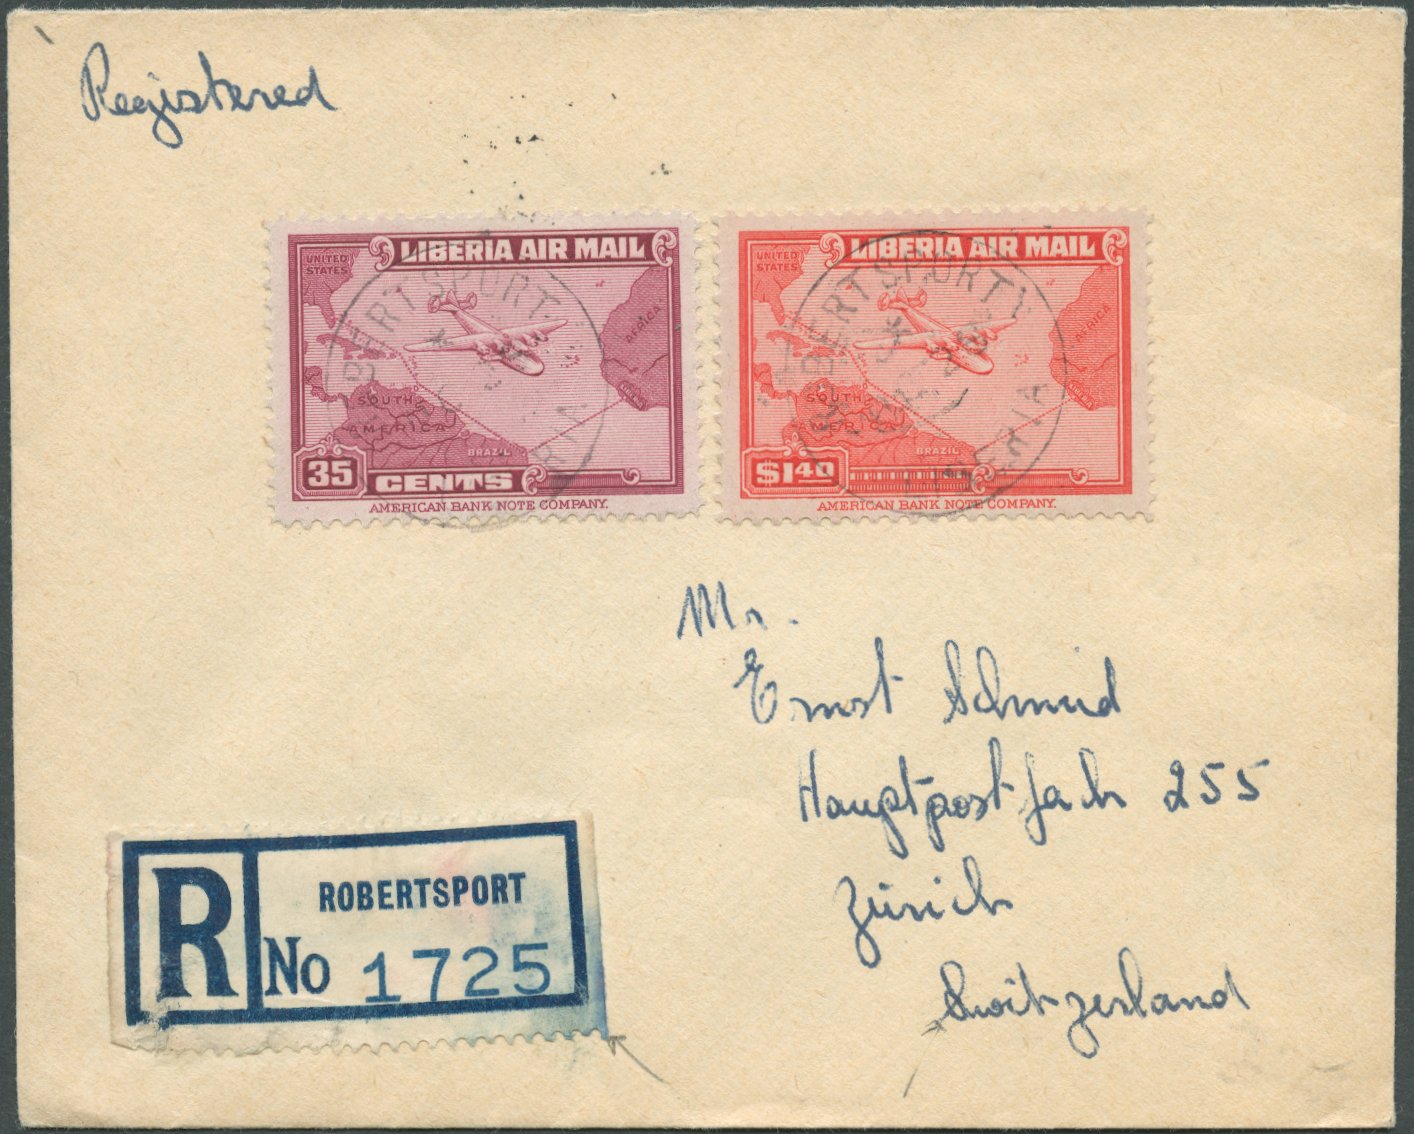 Registered
LIBERIA AIR MAIL
UNITED
STATES
AFRICA
SOUTH
AMERICA
BRAZIL
35 CENTS
AMERICAN BANK NOTE COMPANY.
LIBERIA AIR MAIL
UNITED
STATES
AFRICA
SOUTH
AMERICA
BRAZIL
$1.40
AMERICAN BANK NOTE COMPANY.
ROBERTSPORT
LIBERIA
Mr.
Ernst Schmid
Hauptpostfach 255
Zürich
Switzerland
R
ROBERTSPORT
No 1725